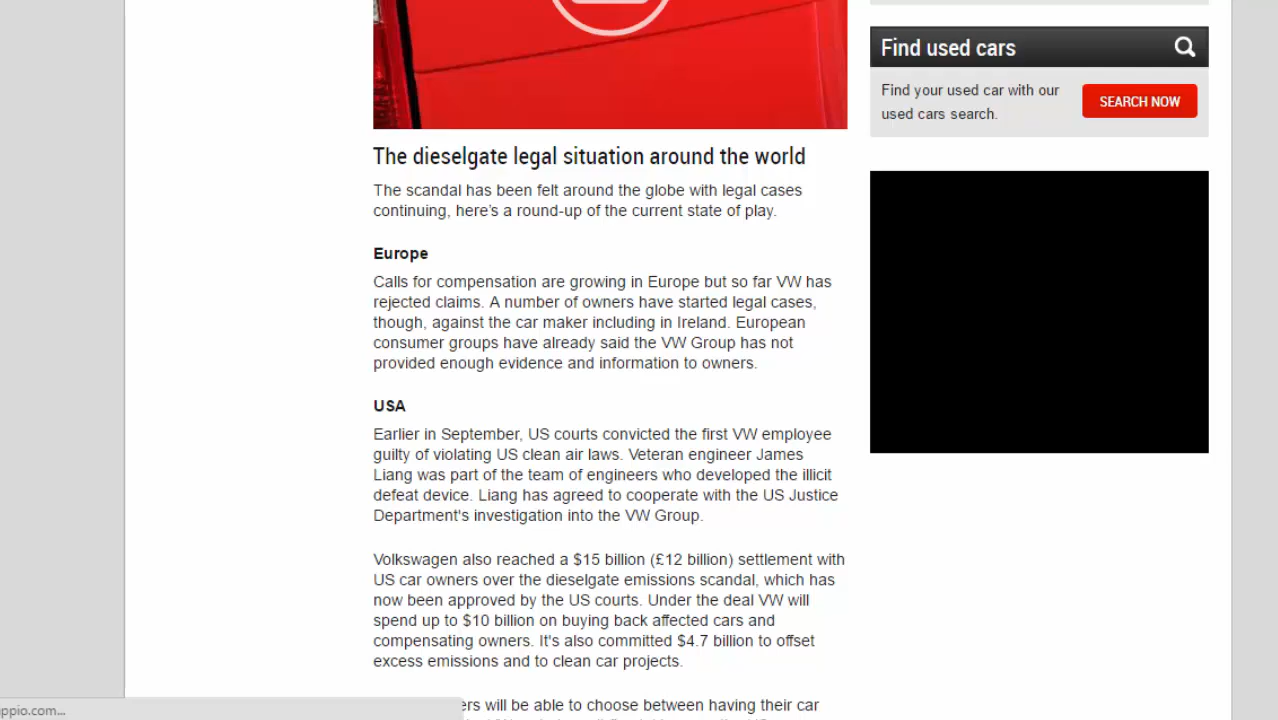 Find used cars
Find your used car with our
used cars search.
SEARCH NOW
The dieselgate legal situation around the world
The scandal has been felt around the globe with legal cases
continuing, here's a round-up of the current state of play.
Europe
Calls for compensation are growing in Europe but so far VW has
rejected claims. A number of owners have started legal cases,
though, against the car maker including in Ireland. European
consumer groups have already said the VW Group has not
provided enough evidence and information to owners.
USA
Earlier in September, US courts convicted the first VW employee
guilty of violating US clean air laws. Veteran engineer James
Liang was part of the team of engineers who developed the illicit
defeat device. Liang has agreed to cooperate with the US Justice
Department's investigation into the VW Group.
Volkswagen also reached a $15 billion (£12 billion) settlement with
US car owners over the dieselgate emissions scandal, which has
now been approved by the US courts. Under the deal VW will
spend up to $10 billion on buying back affected cars and
compensating owners. It's also committed $4.7 billion to offset
excess emissions and to clean car projects.
ers will be able to choose between having their car
ppio.com...